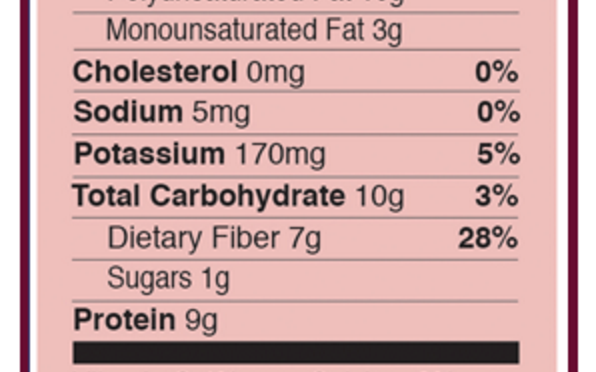 Monounsaturated Fat 3g
Cholesterol 0mg 0%
Sodium 5mg 0%
Potassium 170mg 5%
Total Carbohydrate 10g 3%
Dietary Fiber 7g 28%
Sugars 1g
Protein 9g